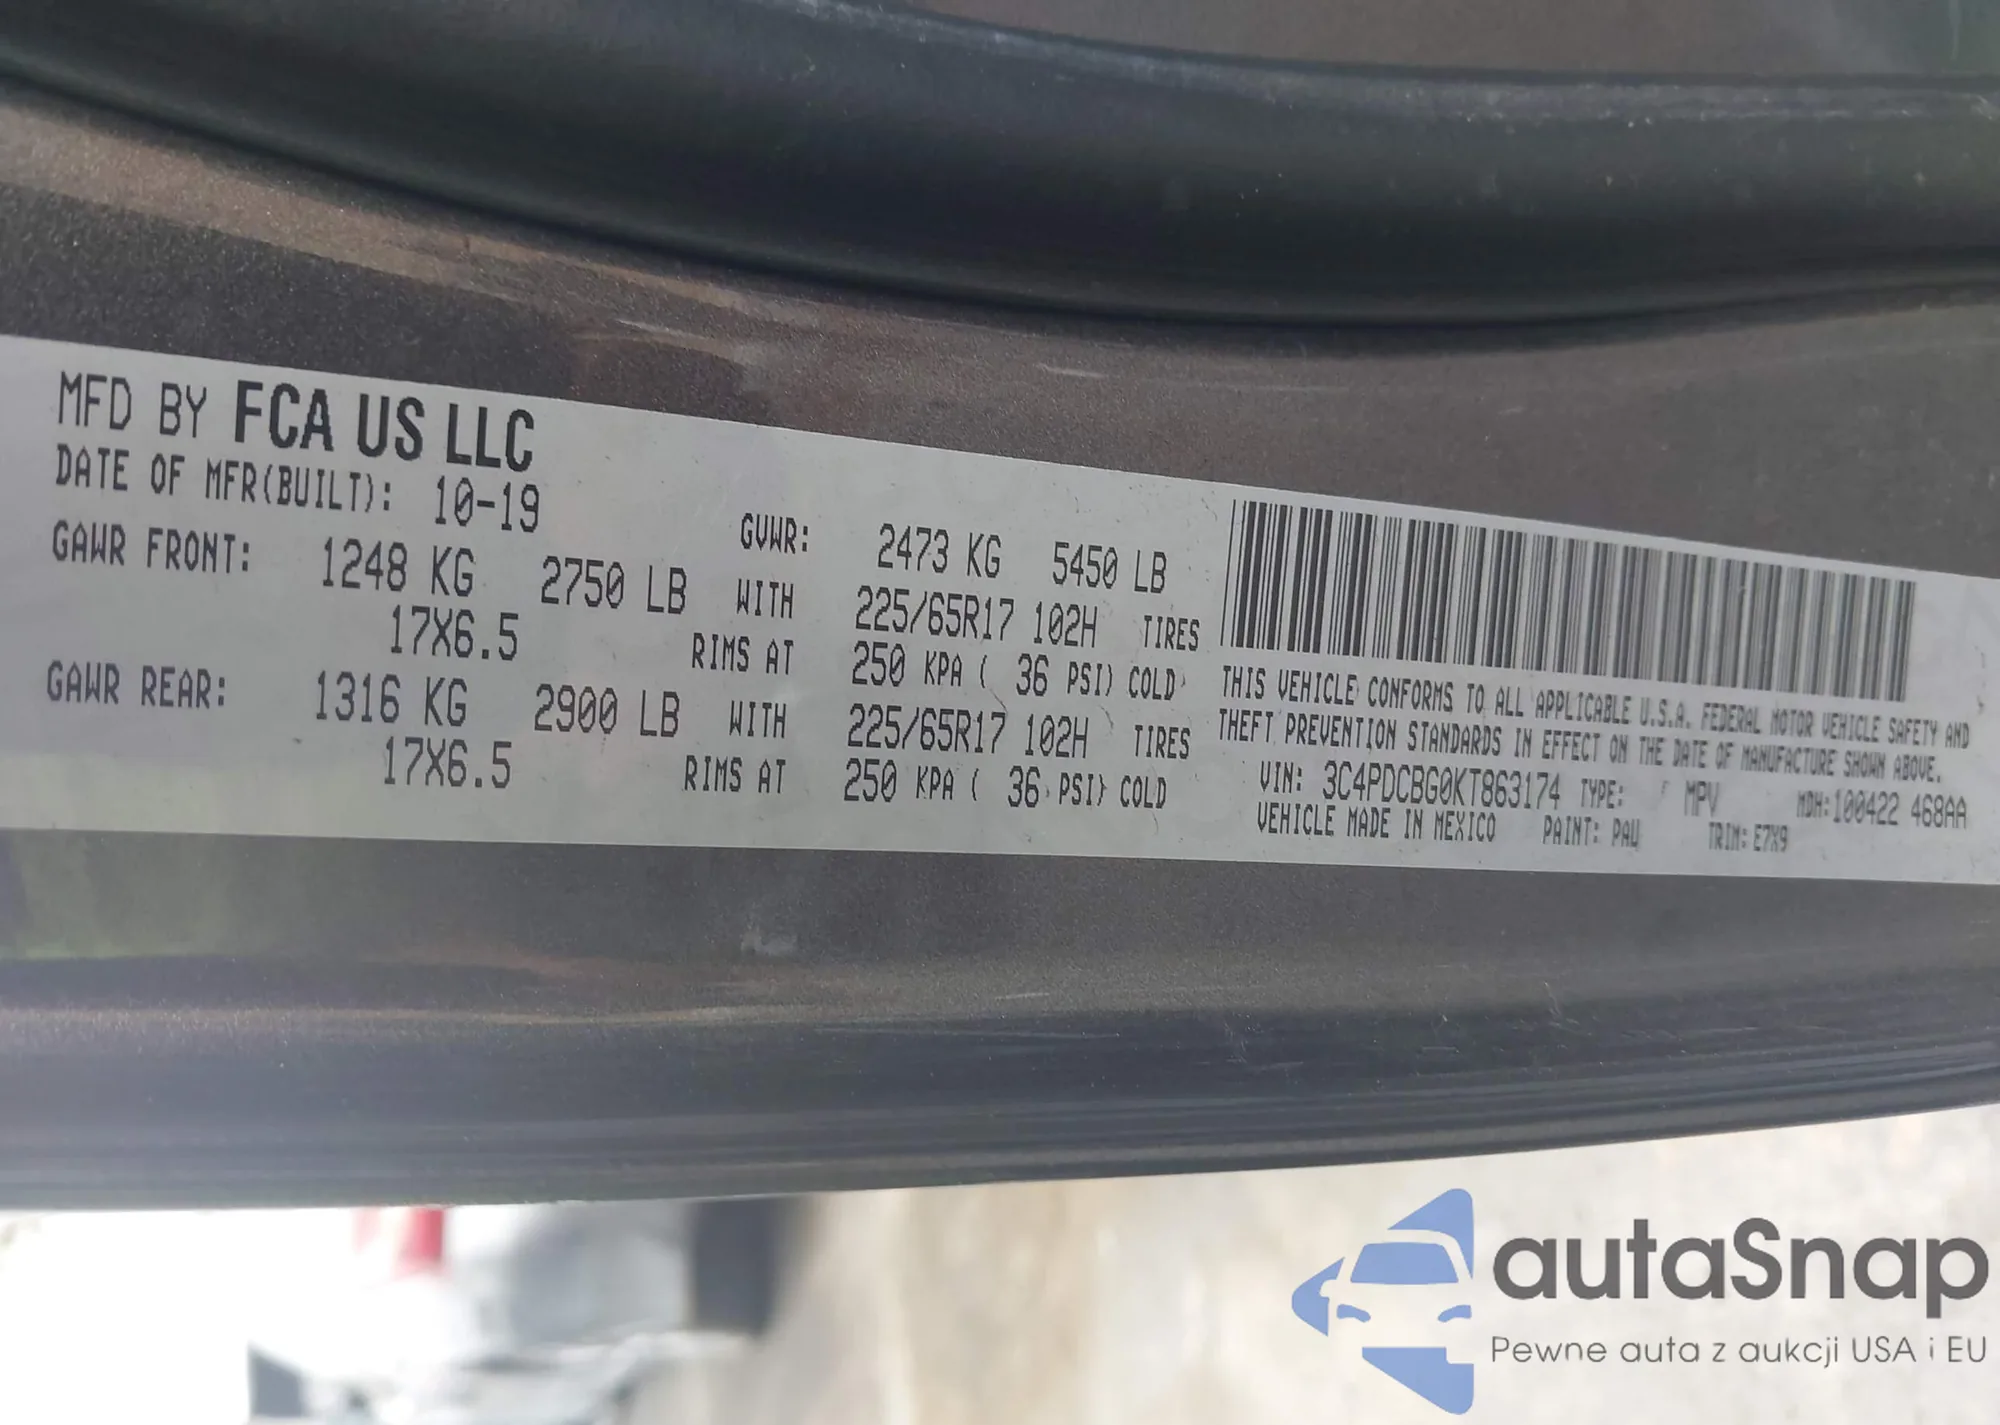 MFD BY FCA US LLC
DATE OF MFR(BUILT): 10-19 GVWR: 2473 KG 5450 LB
GAWR FRONT: 1248 KG 2750 LB WITH 225/65R17 102H TIRES
17X6.5 RIMS AT 250 KPA ( 36 PSI) COLD
GAWR REAR: 1316 KG 2900 LB WITH 225/65R17 102H TIRES
17X6.5 RIMS AT 250 KPA ( 36 PSI) COLD
THIS VEHICLE CONFORMS TO ALL APPLICABLE U.S.A. FEDERAL MOTOR VEHICLE SAFETY AND
THEFT PREVENTION STANDARDS IN EFFECT ON THE DATE OF MANUFACTURE SHOWN ABOVE.
VIN: 3C4PDCBG0KT863174 TYPE: MPV MDH: 100422 468AA
VEHICLE MADE IN MEXICO PAINT: PAU TRIM: E7X9
autaSnap
Pewne auta z aukcji USA i EU